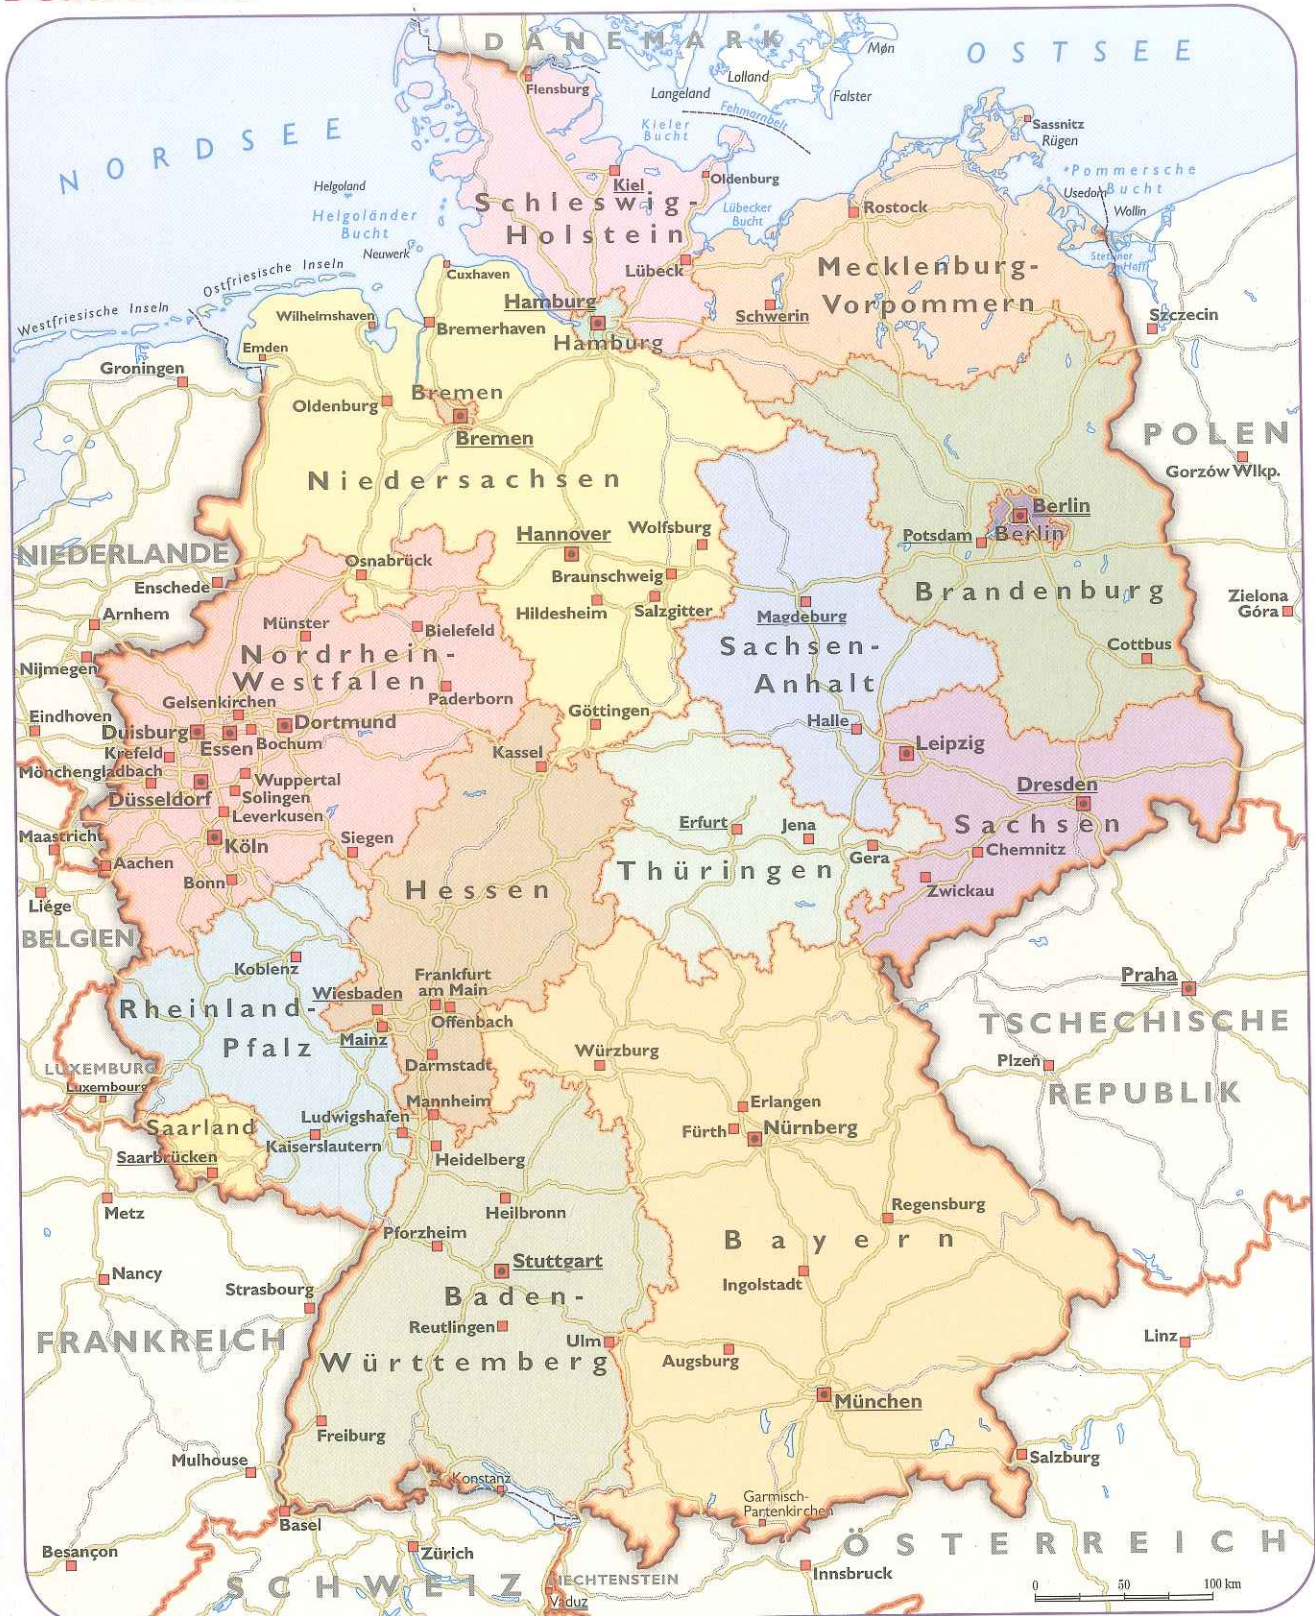 DÄNEMARK
OSTSEE
NORDSEE
Møn
Lolland
Langeland
Falster
Fehmarnbelt
Flensburg
Kieler
Bucht
Sassnitz
Rügen
Pommersche
Bucht
Usedom
Wollin
Stettiner
Haff
Helgoland
Helgoländer
Bucht
Neuwerk
Kiel
Oldenburg
Schleswig-
Holstein
Lübecker
Bucht
Lübeck
Rostock
Mecklenburg-
Vorpommern
Schwerin
Szczecin
Cuxhaven
Ostfriesische Inseln
Westfriesische Inseln
Hamburg
Hamburg
Wilhelmshaven
Bremerhaven
Emden
Groningen
Oldenburg
Bremen
Bremen
Niedersachsen
POLEN
Gorzów Wlkp.
Berlin
Berlin
Potsdam
Brandenburg
Hannover
Wolfsburg
Braunschweig
Hildesheim
Salzgitter
Osnabrück
NIEDERLANDE
Enschede
Arnhem
Nijmegen
Eindhoven
Zielona
Góra
Cottbus
Magdeburg
Sachsen-
Anhalt
Halle
Münster
Bielefeld
Nordrhein-
Westfalen
Paderborn
Gelsenkirchen
Duisburg
Dortmund
Essen
Bochum
Krefeld
Mönchengladbach
Wuppertal
Düsseldorf
Solingen
Leverkusen
Köln
Siegen
Aachen
Bonn
Göttingen
Kassel
Leipzig
Dresden
Sachsen
Chemnitz
Zwickau
Erfurt
Jena
Gera
Thüringen
Hessen
Maastricht
Liége
BELGIEN
Koblenz
Rheinland-
Pfalz
Wiesbaden
Mainz
Frankfurt
am Main
Offenbach
Darmstadt
Mannheim
Ludwigshafen
Kaiserslautern
Heidelberg
LUXEMBURG
Luxembourg
Saarland
Saarbrücken
Metz
Nancy
Strasbourg
FRANKREICH
Mulhouse
Besançon
Praha
TSCHECHISCHE
REPUBLIK
Plzeň
Würzburg
Erlangen
Fürth
Nürnberg
Regensburg
Bayern
Ingolstadt
Augsburg
München
Heilbronn
Pforzheim
Stuttgart
Baden-
Württemberg
Reutlingen
Ulm
Freiburg
Konstanz
Linz
Salzburg
Garmisch-
Partenkirchen
ÖSTERREICH
Innsbruck
Basel
Zürich
SCHWEIZ
LIECHTENSTEIN
Vaduz
0 50 100 km